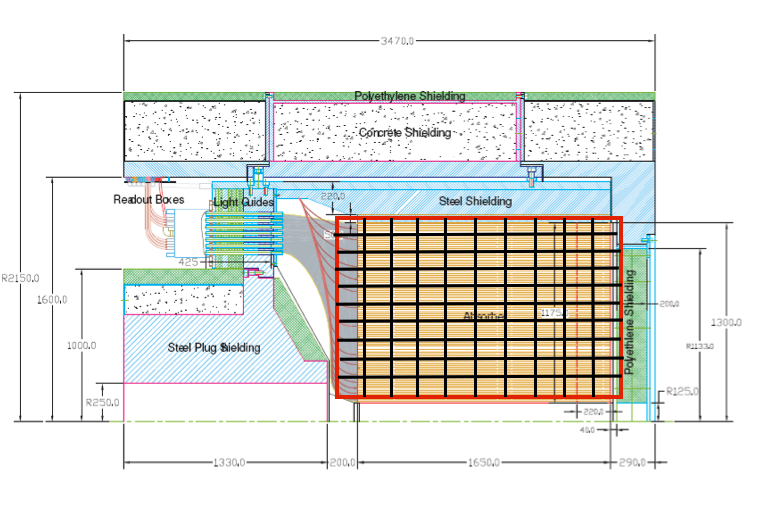 3470.0
Polyethylene Shielding
Concrete Shielding
Readout Boxes
Light Guides
220.0
Steel Shielding
425
R2150.0
1600.0
1175
Absorber
200.0
1300.0
Polyethlene Shielding
1000.0
Steel Plug Shielding
R1133.0
R250.0
R125.0
220.0
40.0
1330.0
200.0
1650.0
290.0